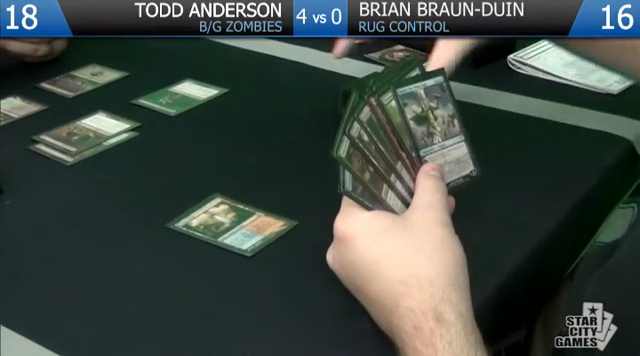 18
TODD ANDERSON
B/G ZOMBIES
4 vs 0
BRIAN BRAUN-DUIN
RUG CONTROL
16
STAR
CITY
GAMES